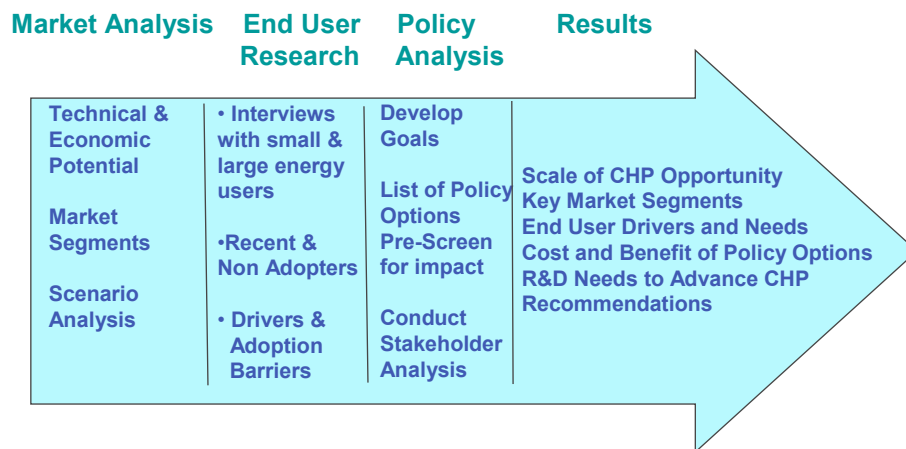 Market Analysis
End User
Research
Policy
Analysis
Results
Technical &
Economic
Potential
Market
Segments
Scenario
Analysis
• Interviews
with small &
large energy
users
•Recent &
Non Adopters
• Drivers &
Adoption
Barriers
Develop
Goals
List of Policy
Options
Pre-Screen
for impact
Conduct
Stakeholder
Analysis
Scale of CHP Opportunity
Key Market Segments
End User Drivers and Needs
Cost and Benefit of Policy Options
R&D Needs to Advance CHP
Recommendations